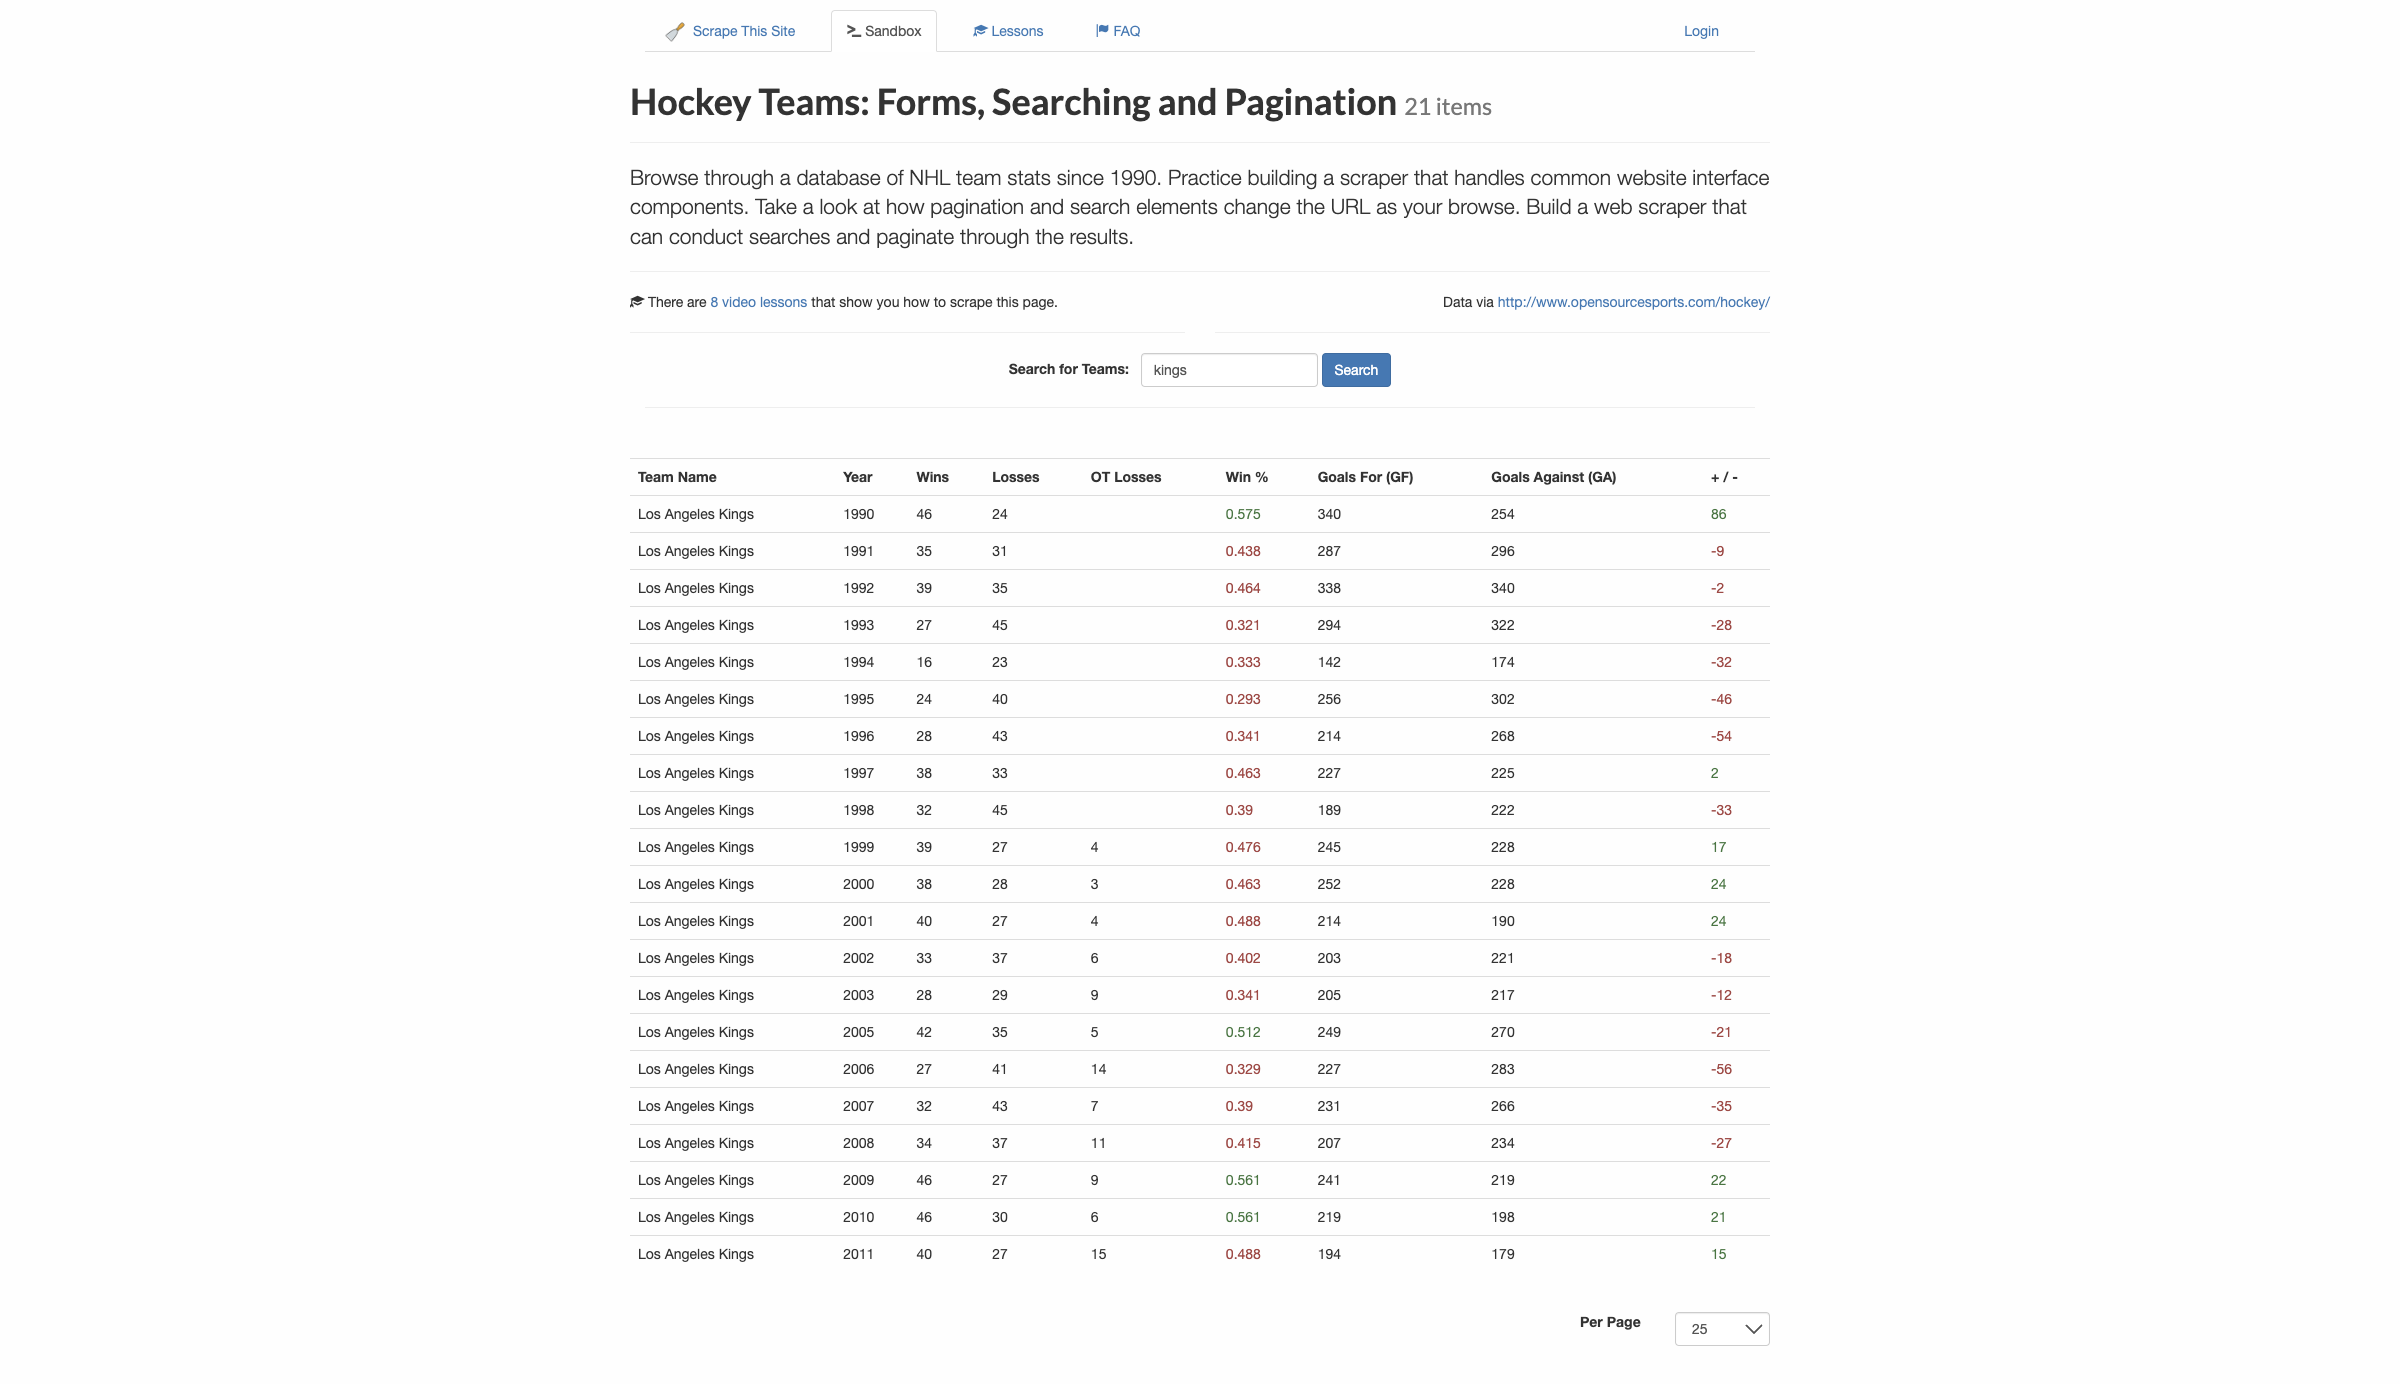 Scrape This Site Sandbox Lessons FAQ Login
Hockey Teams: Forms, Searching and Pagination 21 items
Browse through a database of NHL team stats since 1990. Practice building a scraper that handles common website interface
components. Take a look at how pagination and search elements change the URL as your browse. Build a web scraper that
can conduct searches and paginate through the results.
There are 8 video lessons that show you how to scrape this page. Data via http://www.opensourcesports.com/hockey/
Search for Teams: kings Search
Team Name Year Wins Losses OT Losses Win % Goals For (GF) Goals Against (GA) + / -
Los Angeles Kings 1990 46 24 0.575 340 254 86
Los Angeles Kings 1991 35 31 0.438 287 296 -9
Los Angeles Kings 1992 39 35 0.464 338 340 -2
Los Angeles Kings 1993 27 45 0.321 294 322 -28
Los Angeles Kings 1994 16 23 0.333 142 174 -32
Los Angeles Kings 1995 24 40 0.293 256 302 -46
Los Angeles Kings 1996 28 43 0.341 214 268 -54
Los Angeles Kings 1997 38 33 0.463 227 225 2
Los Angeles Kings 1998 32 45 0.39 189 222 -33
Los Angeles Kings 1999 39 27 4 0.476 245 228 17
Los Angeles Kings 2000 38 28 3 0.463 252 228 24
Los Angeles Kings 2001 40 27 4 0.488 214 190 24
Los Angeles Kings 2002 33 37 6 0.402 203 221 -18
Los Angeles Kings 2003 28 29 9 0.341 205 217 -12
Los Angeles Kings 2005 42 35 5 0.512 249 270 -21
Los Angeles Kings 2006 27 41 14 0.329 227 283 -56
Los Angeles Kings 2007 32 43 7 0.39 231 266 -35
Los Angeles Kings 2008 34 37 11 0.415 207 234 -27
Los Angeles Kings 2009 46 27 9 0.561 241 219 22
Los Angeles Kings 2010 46 30 6 0.561 219 198 21
Los Angeles Kings 2011 40 27 15 0.488 194 179 15
Per Page 25